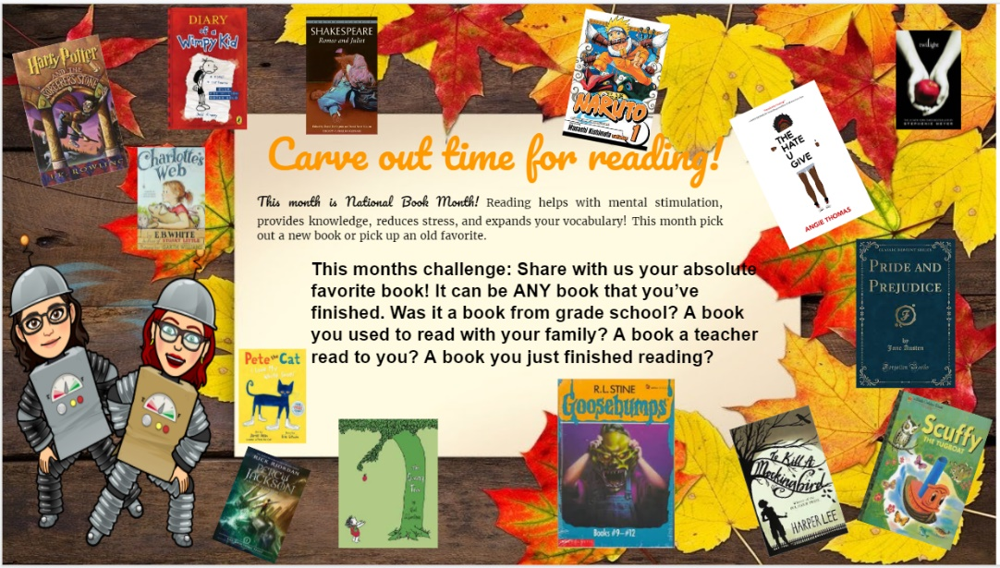 DIARY
of a
Wimpy Kid
Harry Potter
AND THE
SORCERER'S STONE
J.K. ROWLING
SHAKESPEARE
Romeo and Juliet
NARUTO
Masashi Kishimoto
1
twilight
STEPHENIE MEYER
THE
HATE
U
GIVE
ANGIE THOMAS
Charlotte's
Web
E.B. WHITE
Carve out time for reading!
This month is National Book Month! Reading helps with mental stimulation,
provides knowledge, reduces stress, and expands your vocabulary! This month pick
out a new book or pick up an old favorite.
This months challenge: Share with us your absolute
favorite book! It can be ANY book that you've
finished. Was it a book from grade school? A book
you used to read with your family? A book a teacher
read to you? A book you just finished reading?
CLASSIC REPRINT SERIES
PRIDE AND
PREJUDICE
by
Jane Austen
Forgotten Books
Pete the Cat
RICK RIORDAN
PERCY
JACKSON
The
Giving
Tree
R.L. STINE
Goosebumps
Books #9-#12
To Kill A
Mockingbird
HARPER LEE
Scuffy
THE TUGBOAT